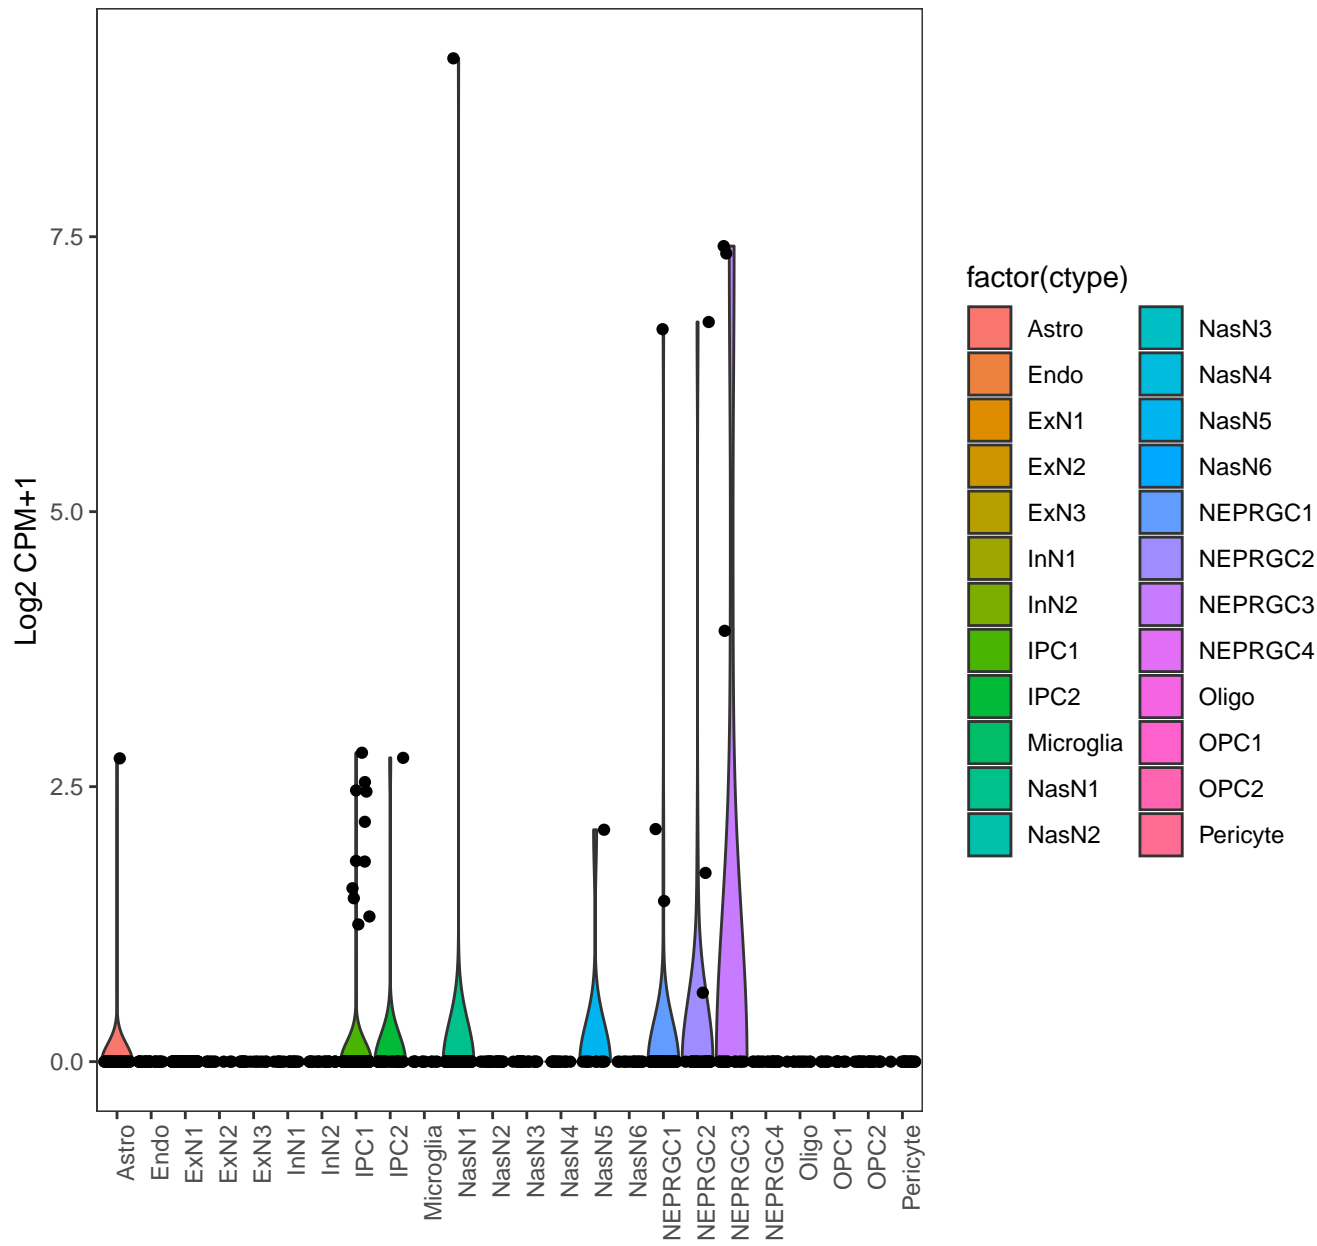 Log2 CPM+1
7.5
5.0
2.5
0.0
Astro
Endo
ExN1
ExN2
ExN3
InN1
InN2
IPC1
IPC2
Microglia
NasN1
NasN2
NasN3
NasN4
NasN5
NasN6
NEPRGC1
NEPRGC2
NEPRGC3
NEPRGC4
Oligo
OPC1
OPC2
Pericyte
factor(ctype)
Astro
Endo
ExN1
ExN2
ExN3
InN1
InN2
IPC1
IPC2
Microglia
NasN1
NasN2
NasN3
NasN4
NasN5
NasN6
NEPRGC1
NEPRGC2
NEPRGC3
NEPRGC4
Oligo
OPC1
OPC2
Pericyte